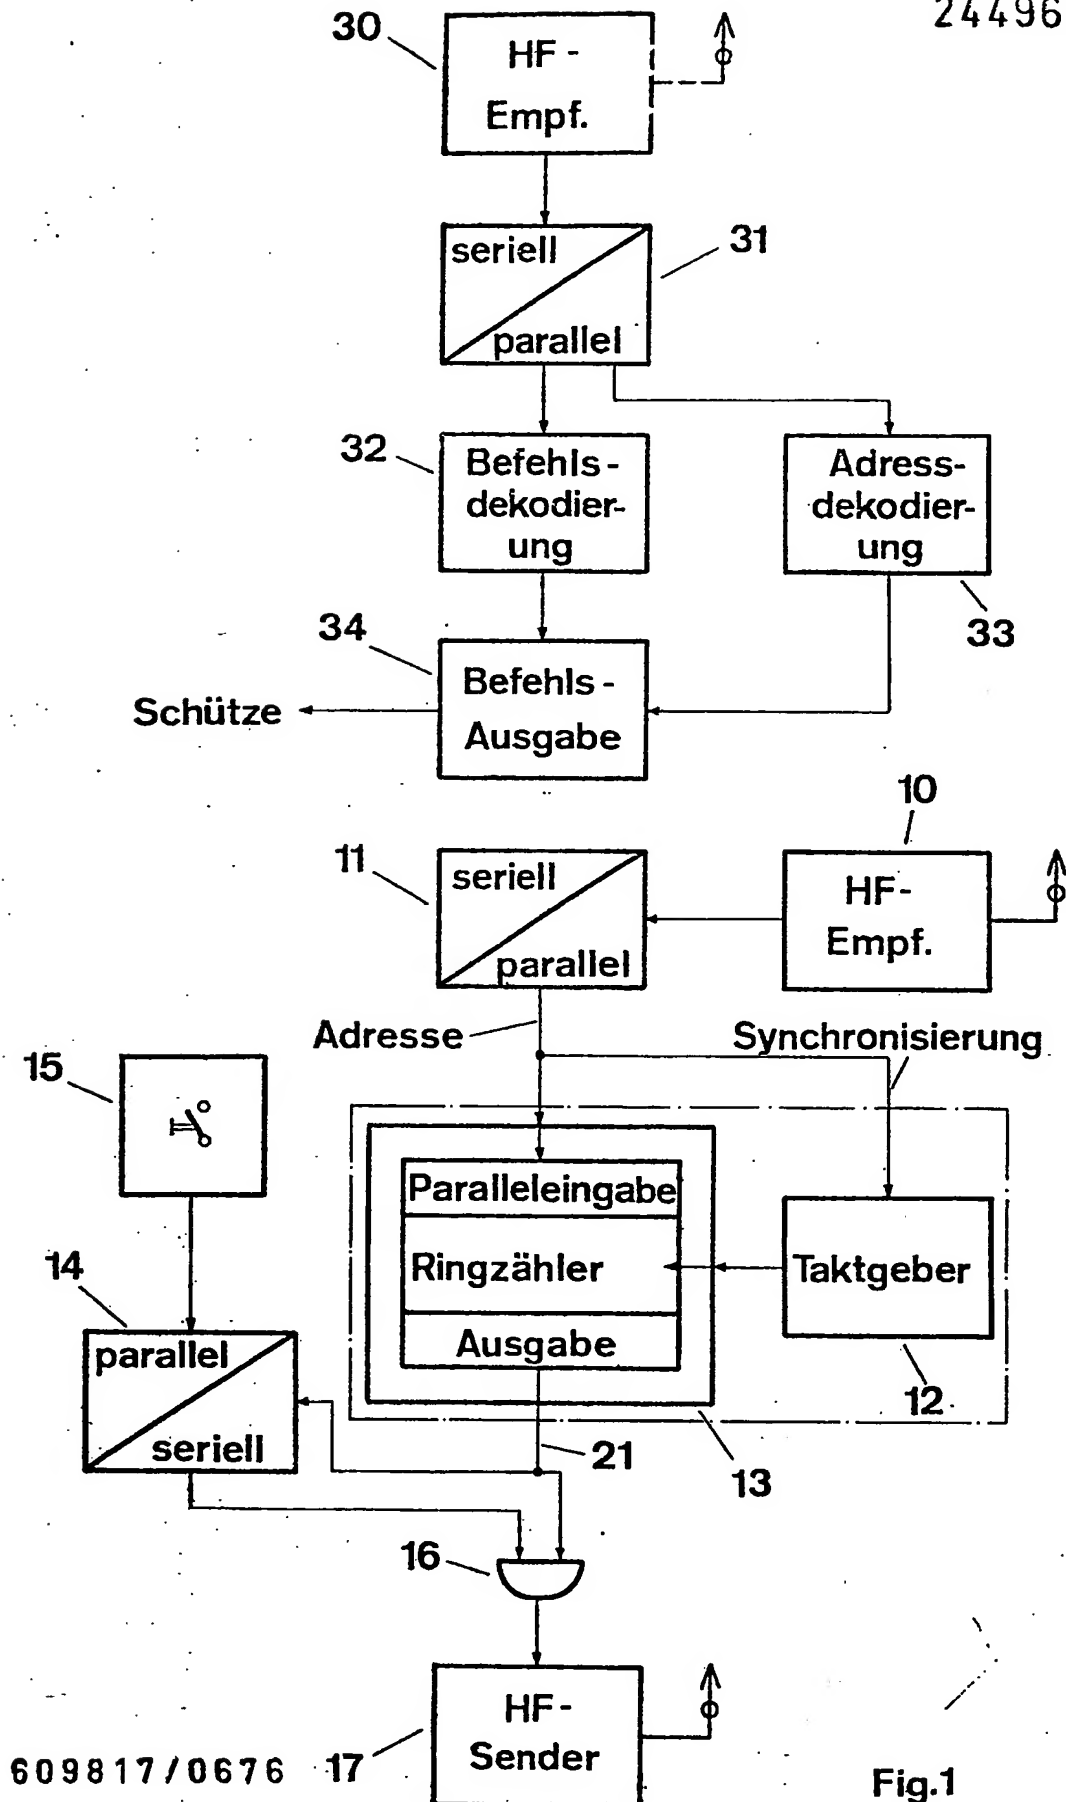 24496
30
HF-
Empf.
seriell
parallel
31
32
Befehls-
dekodier-
ung
Adress-
dekodier-
ung
33
34
Befehls-
Ausgabe
Schütze
10
11
seriell
parallel
HF-
Empf.
Adresse
Synchronisierung
15
Paralleleingabe
Ringzähler
Ausgabe
Taktgeber
12
14
parallel
seriell
21
13
16
HF-
Sender
17
609817/0676
Fig.1